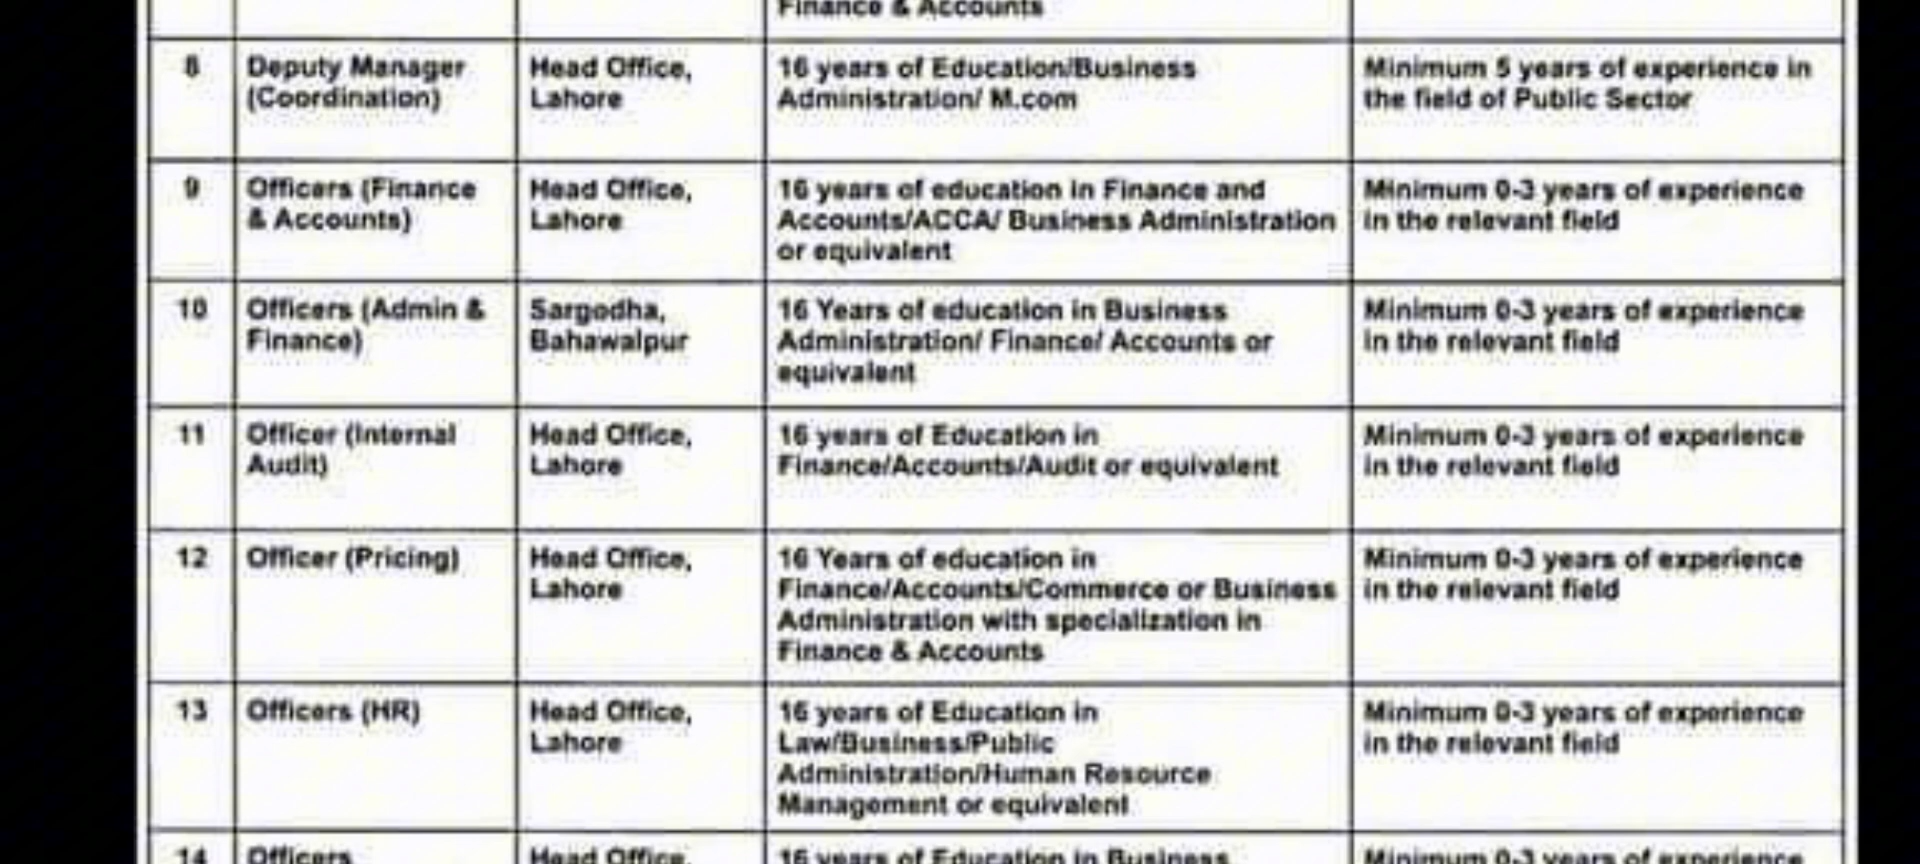 Finance & Accounts
8
Deputy Manager
(Coordination)
Head Office,
Lahore
16 years of Education/Business
Administration/ M.com
Minimum 5 years of experience in
the field of Public Sector
9
Officers (Finance
& Accounts)
Head Office,
Lahore
16 years of education in Finance and
Accounts/ACCA/ Business Administration
or equivalent
Minimum 0-3 years of experience
in the relevant field
10
Officers (Admin &
Finance)
Sargodha,
Bahawalpur
16 Years of education in Business
Administration/ Finance/ Accounts or
equivalent
Minimum 0-3 years of experience
in the relevant field
11
Officer (Internal
Audit)
Head Office,
Lahore
16 years of Education in
Finance/Accounts/Audit or equivalent
Minimum 0-3 years of experience
in the relevant field
12
Officer (Pricing)
Head Office,
Lahore
16 Years of education in
Finance/Accounts/Commerce or Business
Administration with specialization in
Finance & Accounts
Minimum 0-3 years of experience
in the relevant field
13
Officers (HR)
Head Office,
Lahore
16 years of Education in
Law/Business/Public
Administration/Human Resource
Management or equivalent
Minimum 0-3 years of experience
in the relevant field
14
Officers
Head Office,
16 years of Education in Business
Minimum 0-3 years of experience